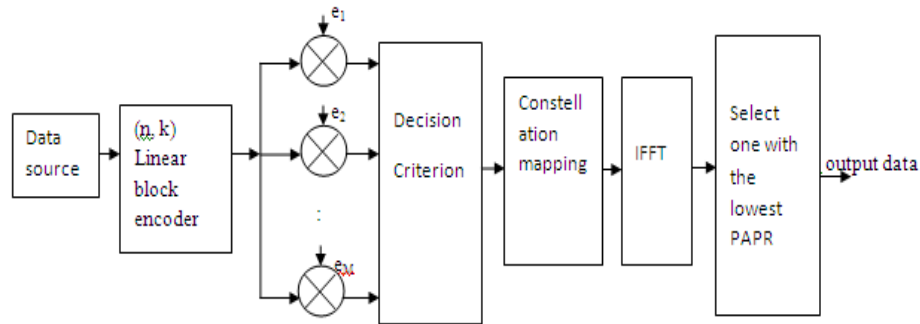 Data
source
(n, k)
Linear
block
encoder
e1
e2
:
eM
Decision
Criterion
Constell
ation
mapping
IFFT
Select
one with
the
lowest
PAPR
output data